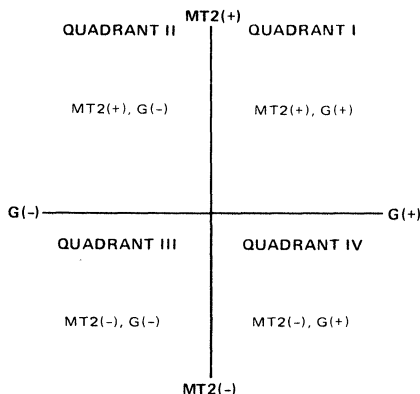 MT2(+)
QUADRANT II QUADRANT I
MT2(+), G(-) MT2(+), G(+)
G(-) G(+)
QUADRANT III QUADRANT IV
MT2(-), G(-) MT2(-), G(+)
MT2(-)